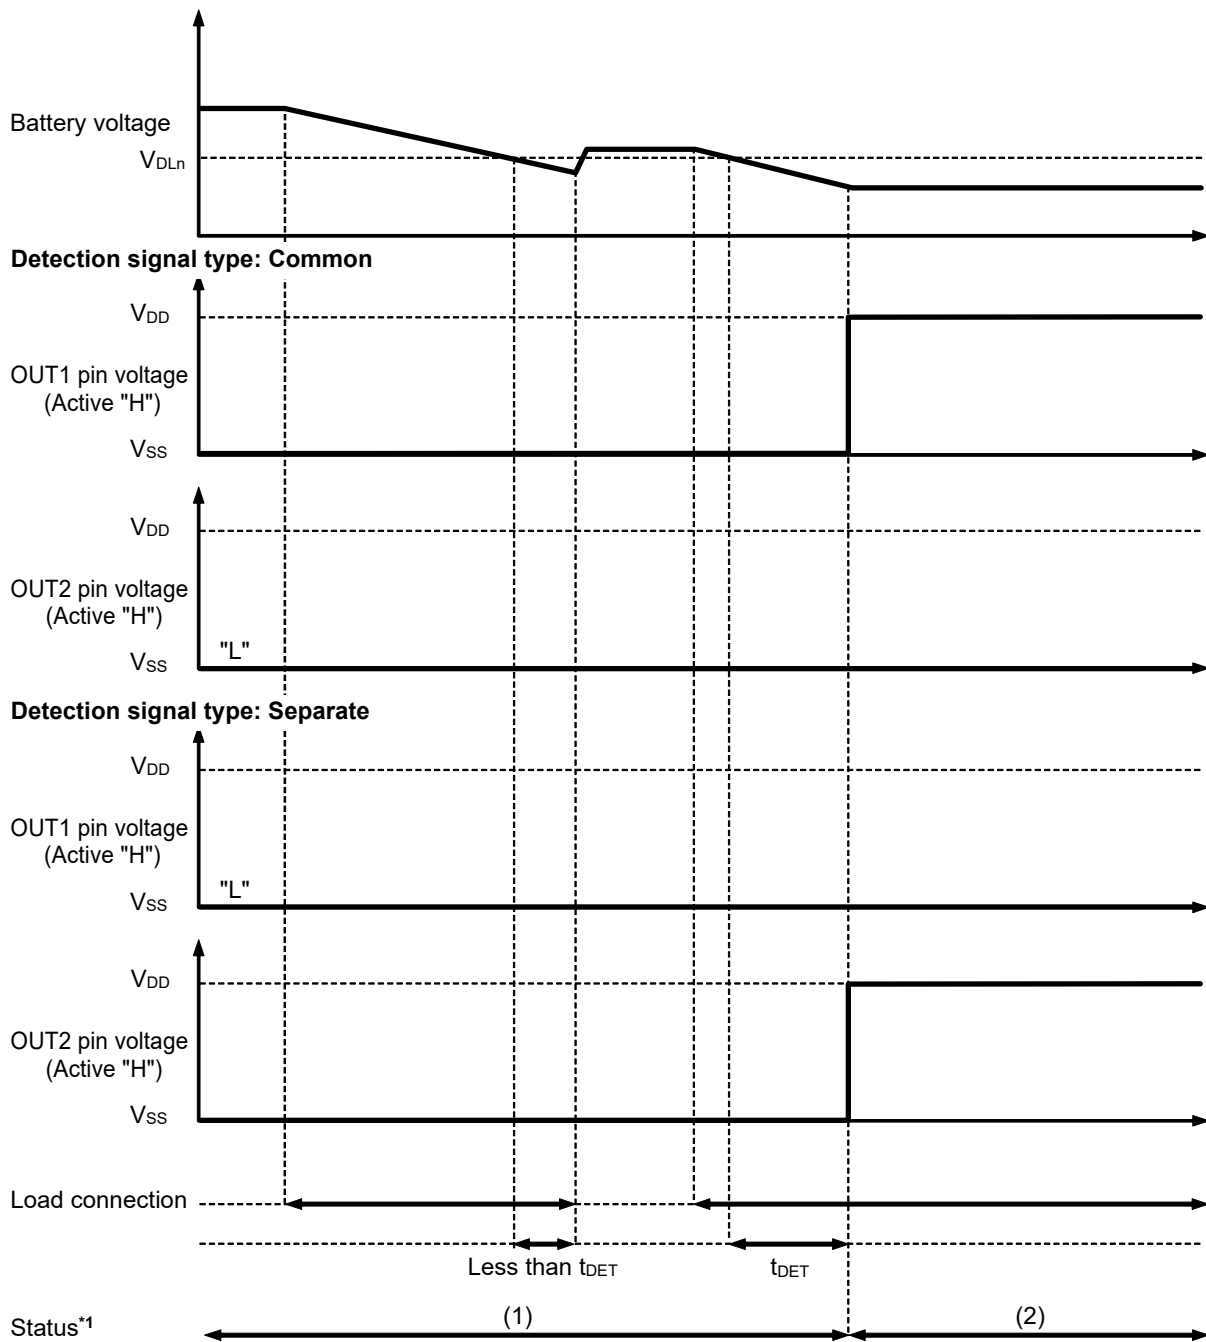 Battery voltage
VDLn
Detection signal type: Common
VDD
OUT1 pin voltage
(Active "H")
VSS
VDD
OUT2 pin voltage
(Active "H")
VSS
"L"
Detection signal type: Separate
VDD
OUT1 pin voltage
(Active "H")
VSS
"L"
VDD
OUT2 pin voltage
(Active "H")
VSS
Load connection
Less than tDET
tDET
Status*1
(1)
(2)